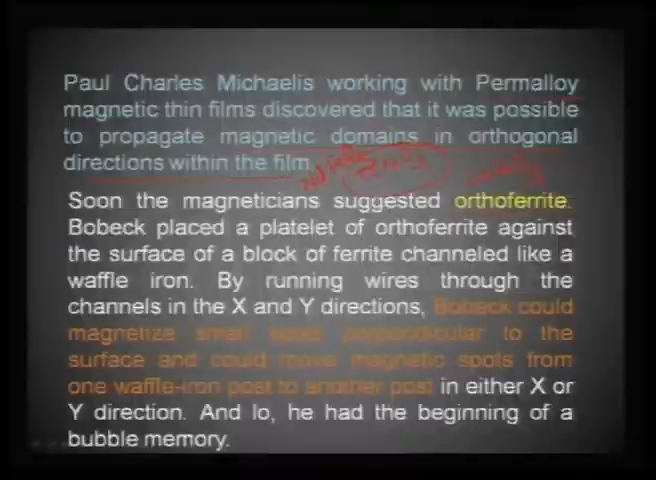 Paul Charles Michaelis working with Permalloy
magnetic thin films discovered that it was possible
to propagate magnetic domains in orthogonal
directions within the film.
Soon the magneticians suggested orthoferrite.
Bobeck placed a platelet of orthoferrite against
the surface of a block of ferrite channeled like a
waffle iron. By running wires through the
channels in the X and Y directions, Bobeck could
magnetize small spots perpendicular to the
surface and could move magnetic spots from
one waffle-iron post to another post in either X or
Y direction. And lo, he had the beginning of a
bubble memory.